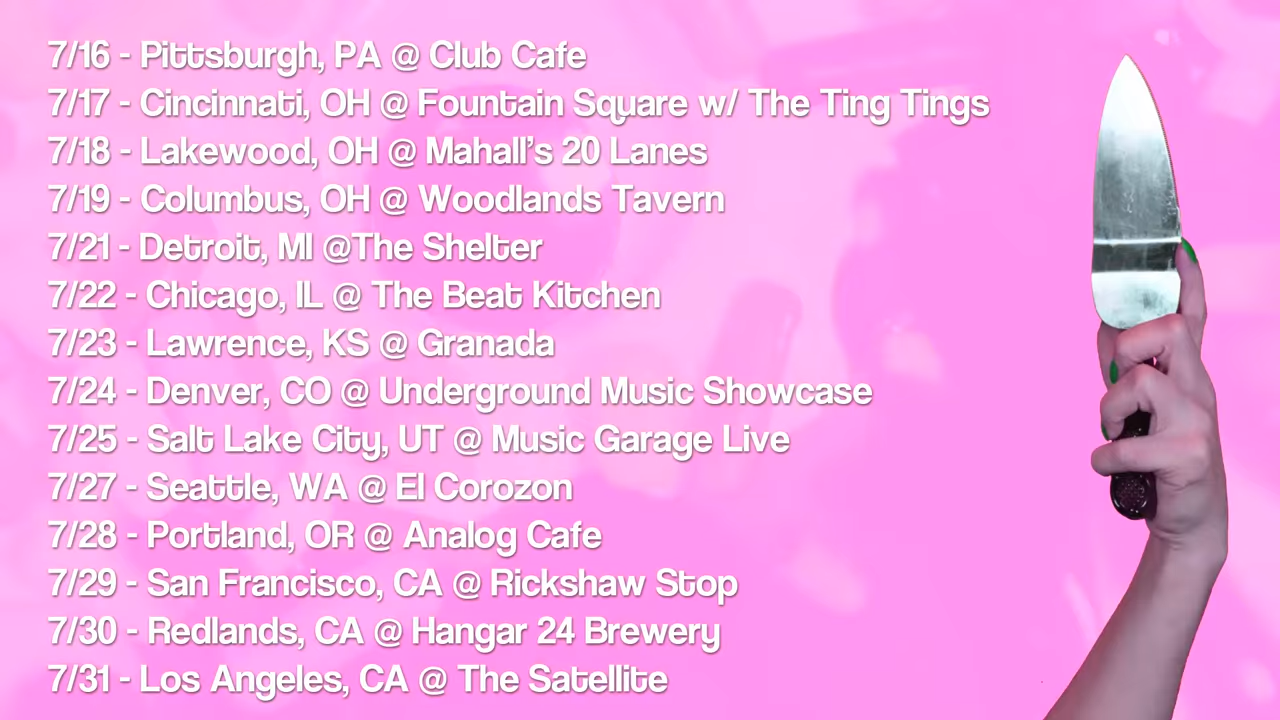 7/16 - Pittsburgh, PA @ Club Cafe
7/17 - Cincinnati, OH @ Fountain Square w/ The Ting Tings
7/18 - Lakewood, OH @ Mahall's 20 Lanes
7/19 - Columbus, OH @ Woodlands Tavern
7/21 - Detroit, MI @The Shelter
7/22 - Chicago, IL @ The Beat Kitchen
7/23 - Lawrence, KS @ Granada
7/24 - Denver, CO @ Underground Music Showcase
7/25 - Salt Lake City, UT @ Music Garage Live
7/27 - Seattle, WA @ El Corozon
7/28 - Portland, OR @ Analog Cafe
7/29 - San Francisco, CA @ Rickshaw Stop
7/30 - Redlands, CA @ Hangar 24 Brewery
7/31 - Los Angeles, CA @ The Satellite